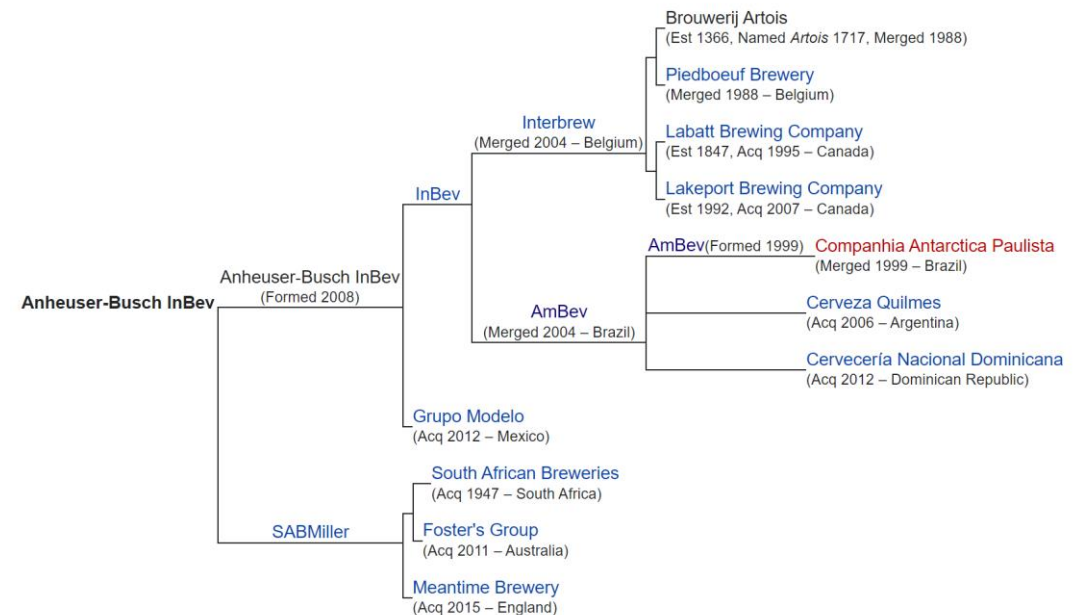 Brouwerij Artois
(Est 1366, Named Artois 1717, Merged 1988)
Piedboeuf Brewery
(Merged 1988 – Belgium)
Interbrew
(Merged 2004 – Belgium)
Labatt Brewing Company
(Est 1847, Acq 1995 – Canada)
Lakeport Brewing Company
(Est 1992, Acq 2007 – Canada)
InBev
AmBev(Formed 1999) Companhia Antarctica Paulista
(Merged 1999 – Brazil)
Anheuser-Busch InBev
(Formed 2008)
Anheuser-Busch InBev
AmBev
(Merged 2004 – Brazil)
Cerveza Quilmes
(Acq 2006 – Argentina)
Cervecería Nacional Dominicana
(Acq 2012 – Dominican Republic)
Grupo Modelo
(Acq 2012 – Mexico)
South African Breweries
(Acq 1947 – South Africa)
SABMiller
Foster's Group
(Acq 2011 – Australia)
Meantime Brewery
(Acq 2015 – England)